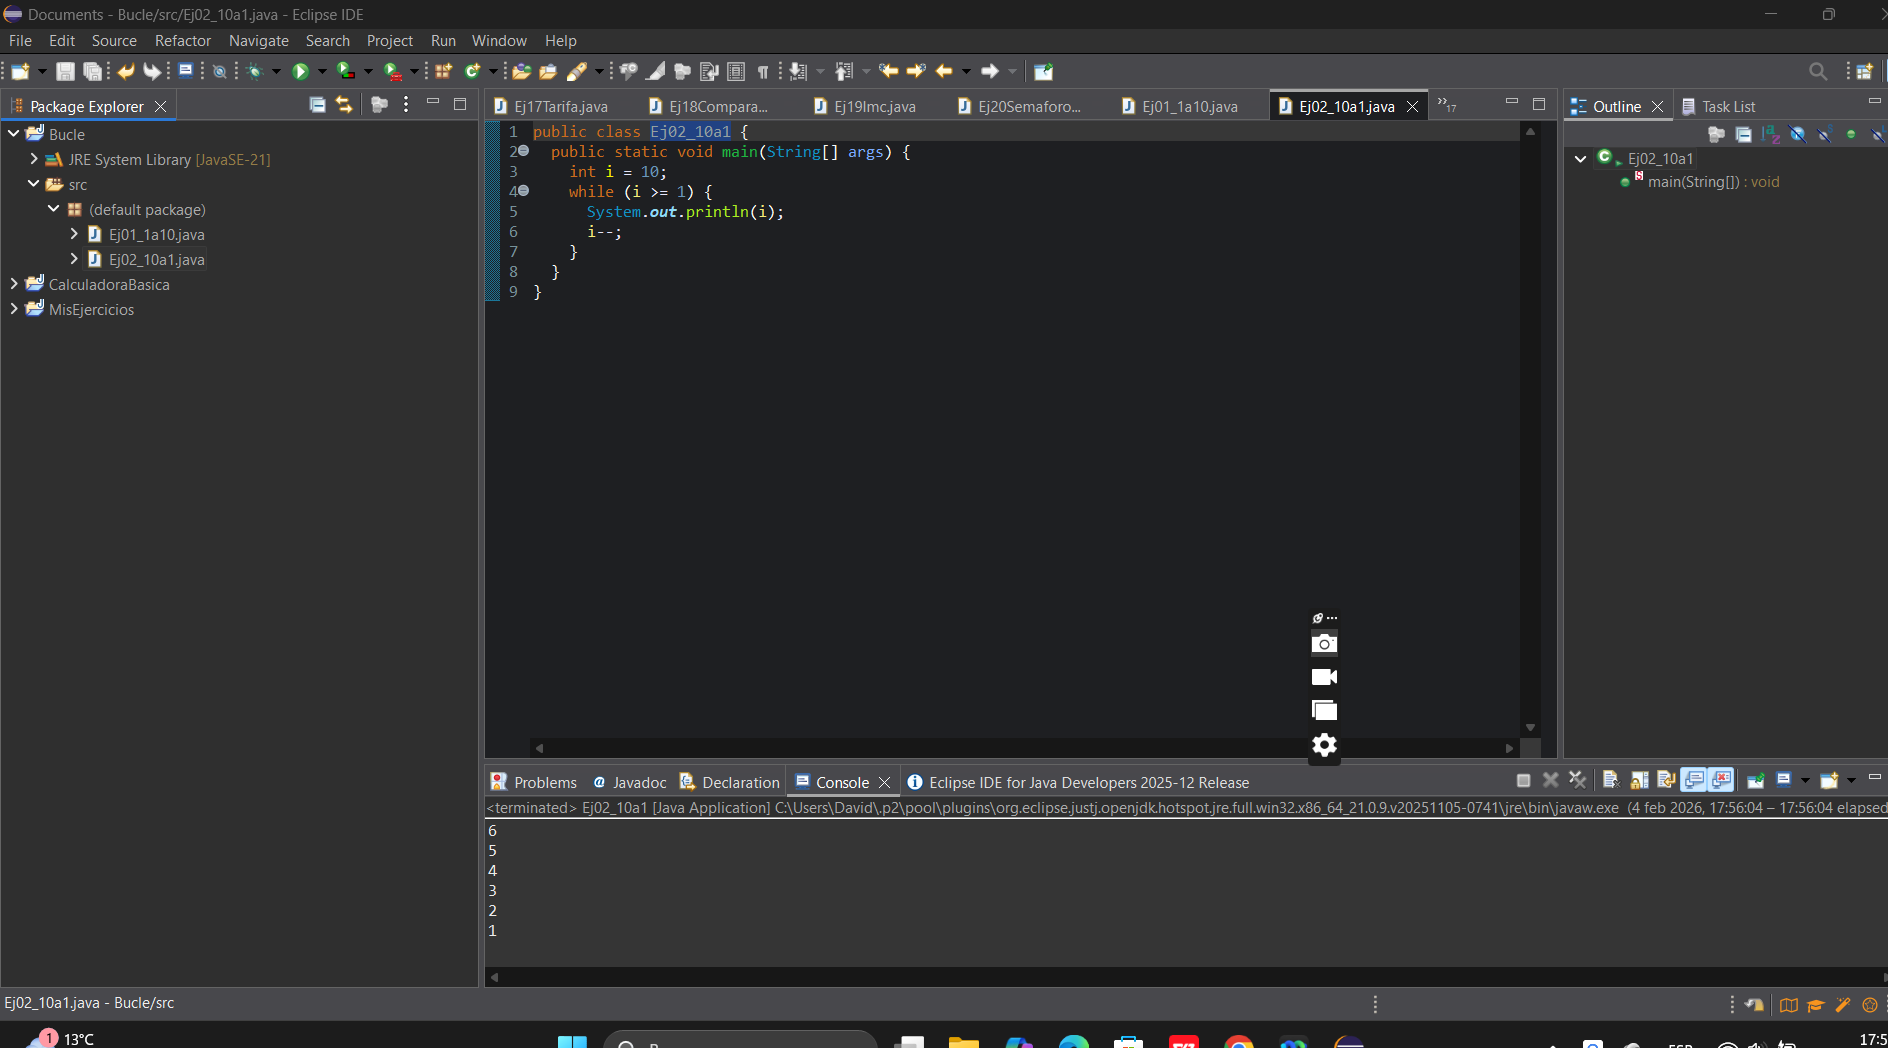 Documents - Bucle/src/Ej02_10a1.java - Eclipse IDE
File Edit Source Refactor Navigate Search Project Run Window Help
Package Explorer
Bucle
JRE System Library [JavaSE-21]
src
(default package)
Ej01_1a10.java
Ej02_10a1.java
CalculadoraBasica
MisEjercicios
Ej17Tarifa.java Ej18Compara... Ej19Imc.java Ej20Semaforo... Ej01_1a10.java Ej02_10a1.java »17
1 public class Ej02_10a1 {
2 public static void main(String[] args) {
3 int i = 10;
4 while (i >= 1) {
5 System.out.println(i);
6 i--;
7 }
8 }
9 }
Outline Task List
Ej02_10a1
main(String[]) : void
Problems Javadoc Declaration Console Eclipse IDE for Java Developers 2025-12 Release
<terminated> Ej02_10a1 [Java Application] C:\Users\David\.p2\pool\plugins\org.eclipse.justj.openjdk.hotspot.jre.full.win32.x86_64_21.0.9.v20251105-0741\jre\bin\javaw.exe (4 feb 2026, 17:56:04 – 17:56:04 elapsed
6
5
4
3
2
1
Ej02_10a1.java - Bucle/src
1 13°C
17:5